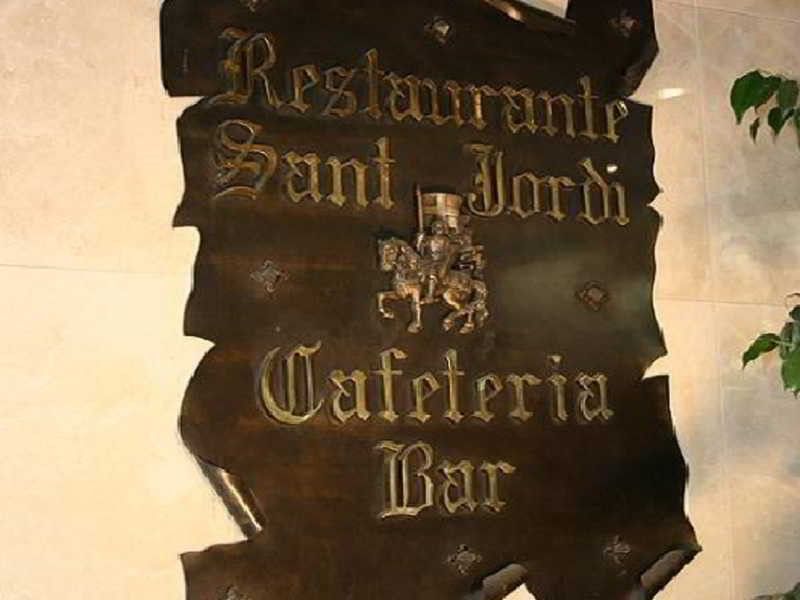 Restaurante
Sant Jordi
Cafeteria
Bar